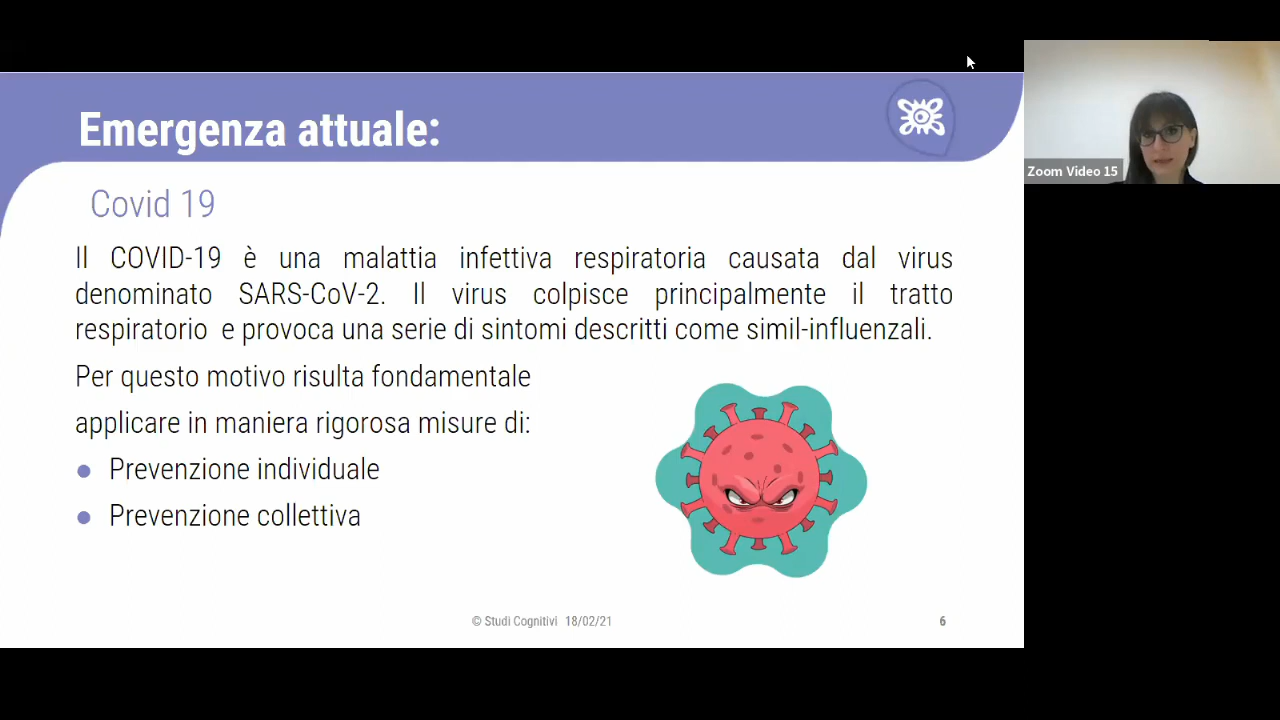 Emergenza attuale:
Zoom Video 15
Covid 19
Il COVID-19 è una malattia infettiva respiratoria causata dal virus
denominato SARS-CoV-2. Il virus colpisce principalmente il tratto
respiratorio e provoca una serie di sintomi descritti come simil-influenzali.
Per questo motivo risulta fondamentale
applicare in maniera rigorosa misure di:
Prevenzione individuale
Prevenzione collettiva
© Studi Cognitivi 18/02/21
6